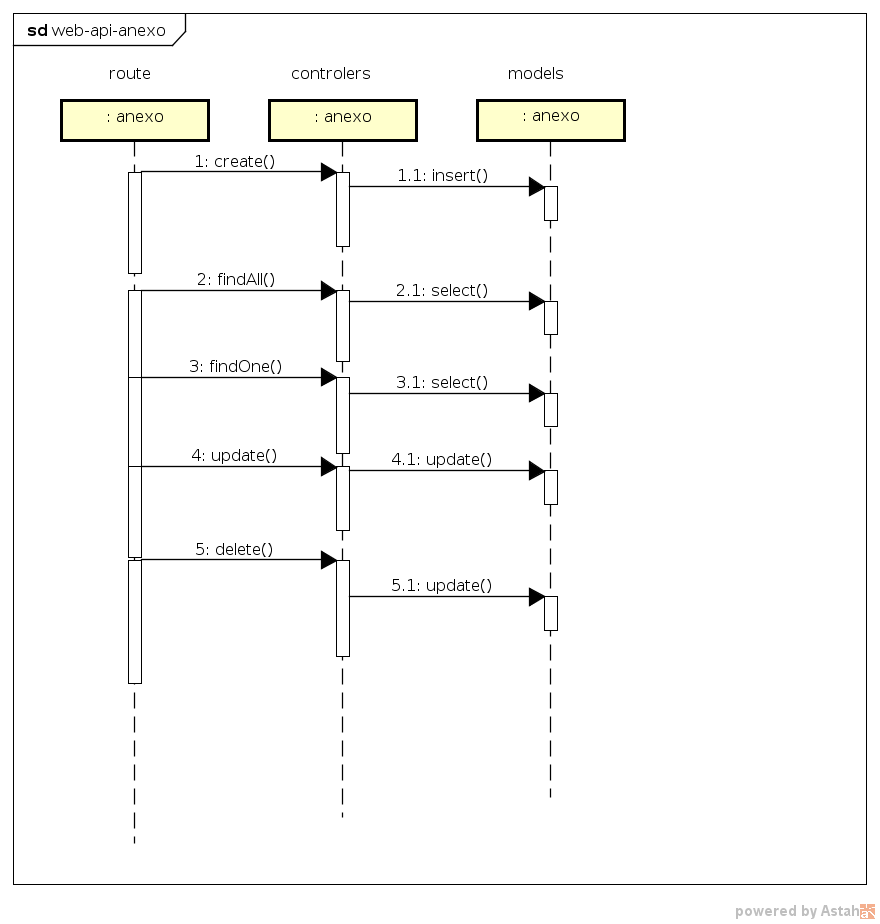 sd web-api-anexo
route controlers models
: anexo : anexo : anexo
1: create()
1.1: insert()
2: findAll()
2.1: select()
3: findOne()
3.1: select()
4: update()
4.1: update()
5: delete()
5.1: update()
powered by Astah